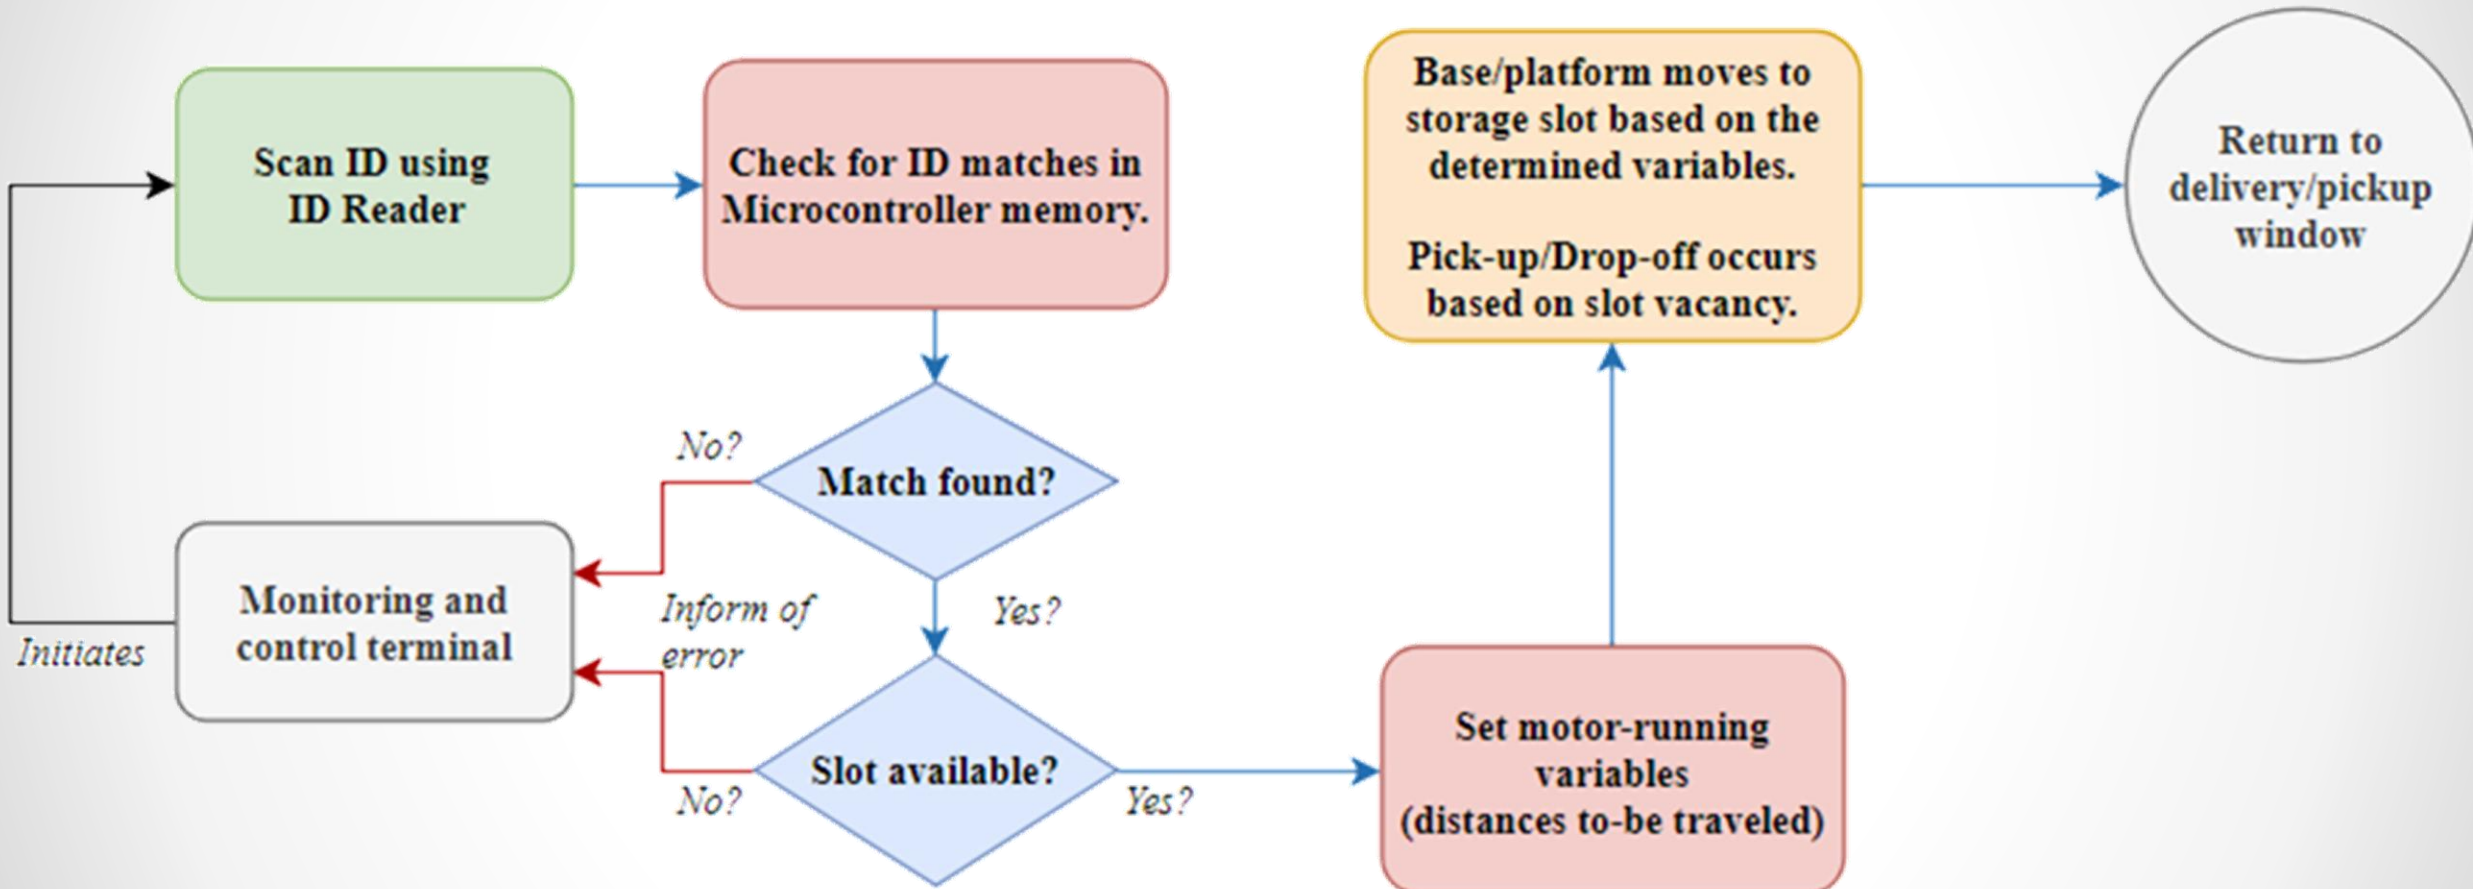 Scan ID using
ID Reader
Check for ID matches in
Microcontroller memory.
Base/platform moves to
storage slot based on the
determined variables.
Pick-up/Drop-off occurs
based on slot vacancy.
Return to
delivery/pickup
window
No?
Match found?
Monitoring and
control terminal
Initiates
Inform of
error
Yes?
Slot available?
No?
Yes?
Set motor-running
variables
(distances to-be traveled)